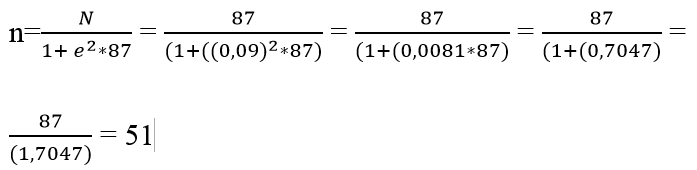 n=N/(1+ e²*87) = 87/((1+((0,09)²*87)) = 87/((1+(0,0081*87)) = 87/((1+(0,7047)) =
87/(1,7047) = 51